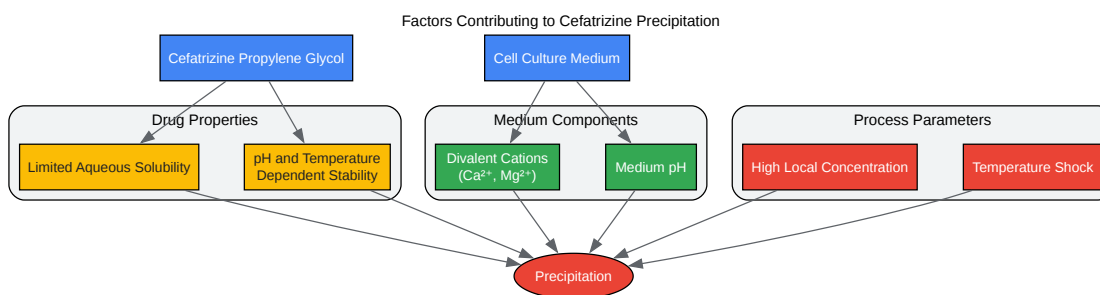 Factors Contributing to Cefatrizine Precipitation
Cefatrizine Propylene Glycol
Cell Culture Medium
Drug Properties
Medium Components
Process Parameters
Limited Aqueous Solubility
pH and Temperature
Dependent Stability
Divalent Cations
(Ca²⁺, Mg²⁺)
Medium pH
High Local Concentration
Temperature Shock
Precipitation